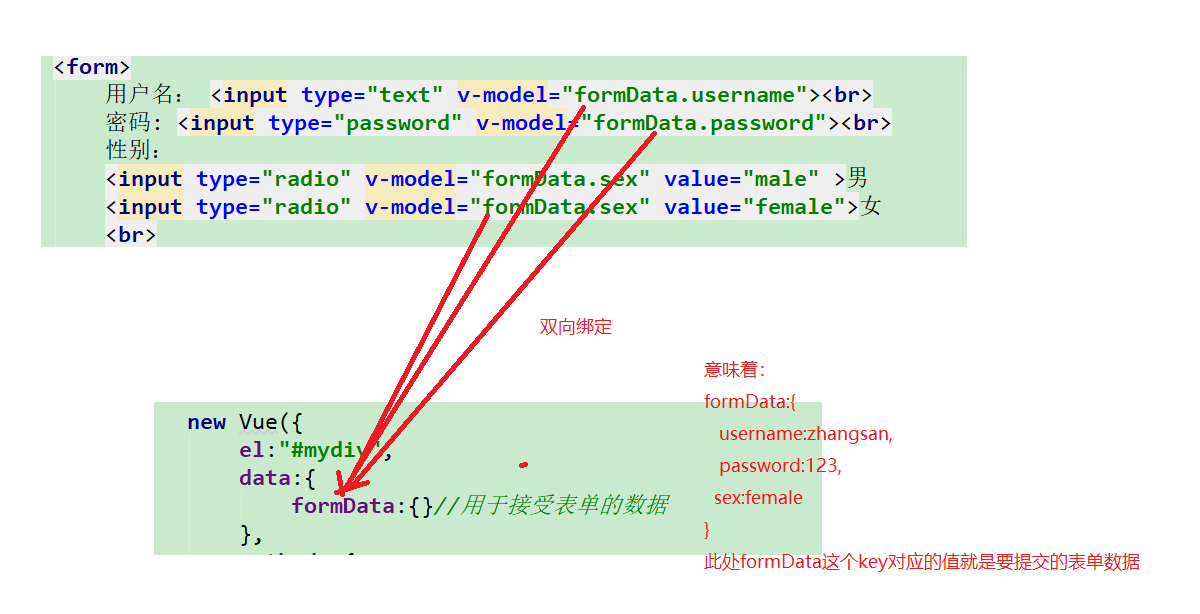 <form>
用户名： <input type="text" v-model="formData.username"><br>
密码: <input type="password" v-model="formData.password"><br>
性别:
<input type="radio" v-model="formData.sex" value="male" >男
<input type="radio" v-model="formData.sex" value="female">女
<br>
双向绑定
意味着：
formData:{
username:zhangsan,
password:123,
sex:female
}
此处formData这个key对应的值就是要提交的表单数据
new Vue({
el:"#mydiv",
data:{
formData:{}//用于接受表单的数据
},